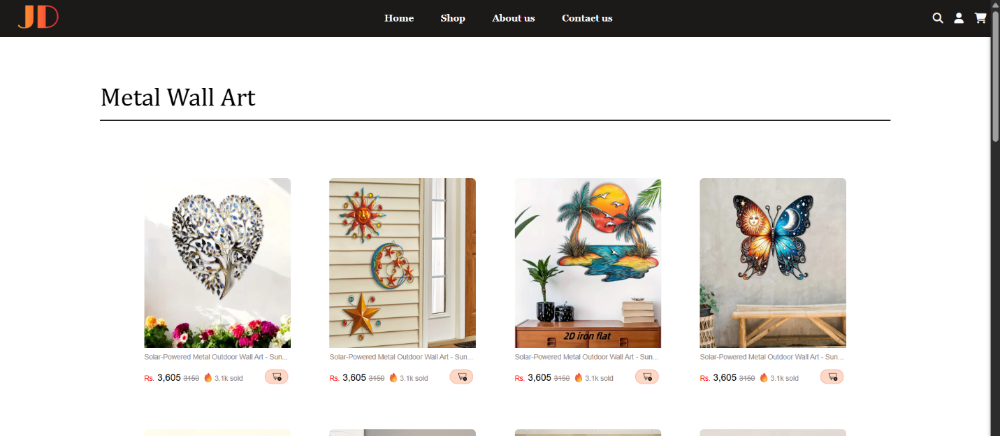 JD
Home Shop About us Contact us
Metal Wall Art
2D iron flat
Solar-Powered Metal Outdoor Wall Art - Sun...
Solar-Powered Metal Outdoor Wall Art - Sun...
Solar-Powered Metal Outdoor Wall Art - Sun...
Solar-Powered Metal Outdoor Wall Art - Sun...
Rs. 3,605 3150 3.1k sold
Rs. 3,605 3150 3.1k sold
Rs. 3,605 3150 3.1k sold
Rs. 3,605 3150 3.1k sold